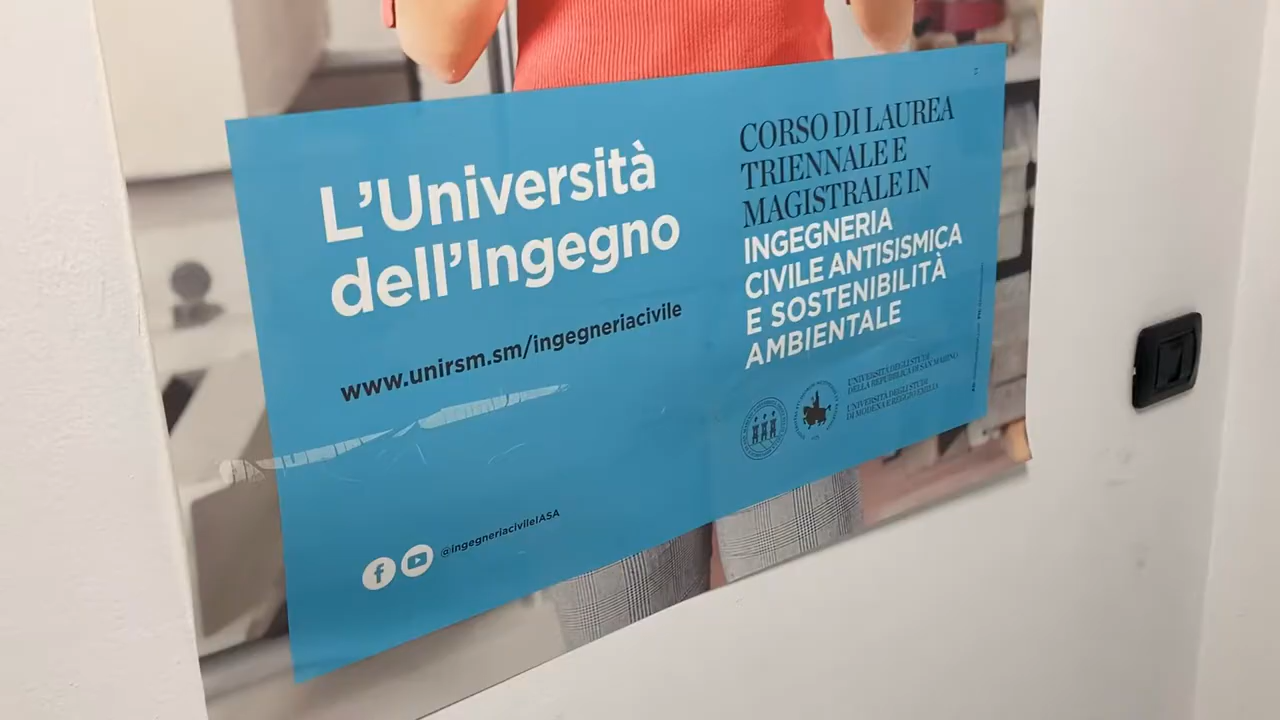 L'Università
dell'Ingegno
www.unirsm.sm/ingegneriacivile
@ingegneriacivileIASA
CORSO DI LAUREA
TRIENNALE E
MAGISTRALE IN
INGEGNERIA
CIVILE ANTISISMICA
E SOSTENIBILITÀ
AMBIENTALE
UNIVERSITÀ DEGLI STUDI
DELLA REPUBBLICA DI SAN MARINO
UNIVERSITÀ DEGLI STUDI
DI MODENA E REGGIO EMILIA